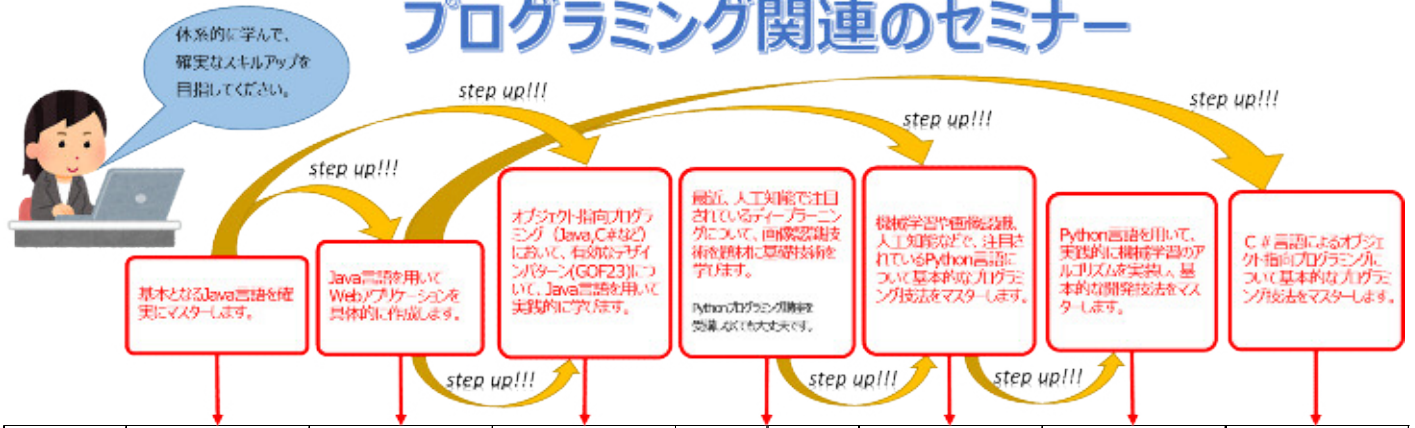 プログラミング関連のセミナー
体系的に学んで、
確実なスキルアップを
目指してください。
step up!!!
step up!!!
step up!!!
step up!!!
基本となるJava言語を確
実にマスターします。
Java言語を用いて
Webアプリケーションを
具体的に作成します。
オブジェクト指向プログラ
ミング（Java,C#など）
において、有効なデザイ
ンパターン(GOF23)につ
いて、Java言語を用いて
実践的に学びます。
最近、人工知能で注目
されているディープラーニン
グについて、画像認識技
術を題材に基礎技術を
学びます。
Pythonプログラミング講座を
受講しなくても大丈夫です。
機械学習や画像認識、
人工知能などで、注目さ
れているPython言語に
ついて基本的なプログラミ
ング技法をマスターします。
Python言語を用いて、
実践的に機械学習のア
ルゴリズムを実装し、基
本的な開発技法をマス
ターします。
C#言語によるオブジェ
クト指向プログラミングに
ついて基本的なプログラ
ミング技法をマスターします。
step up!!!
step up!!!
step up!!!